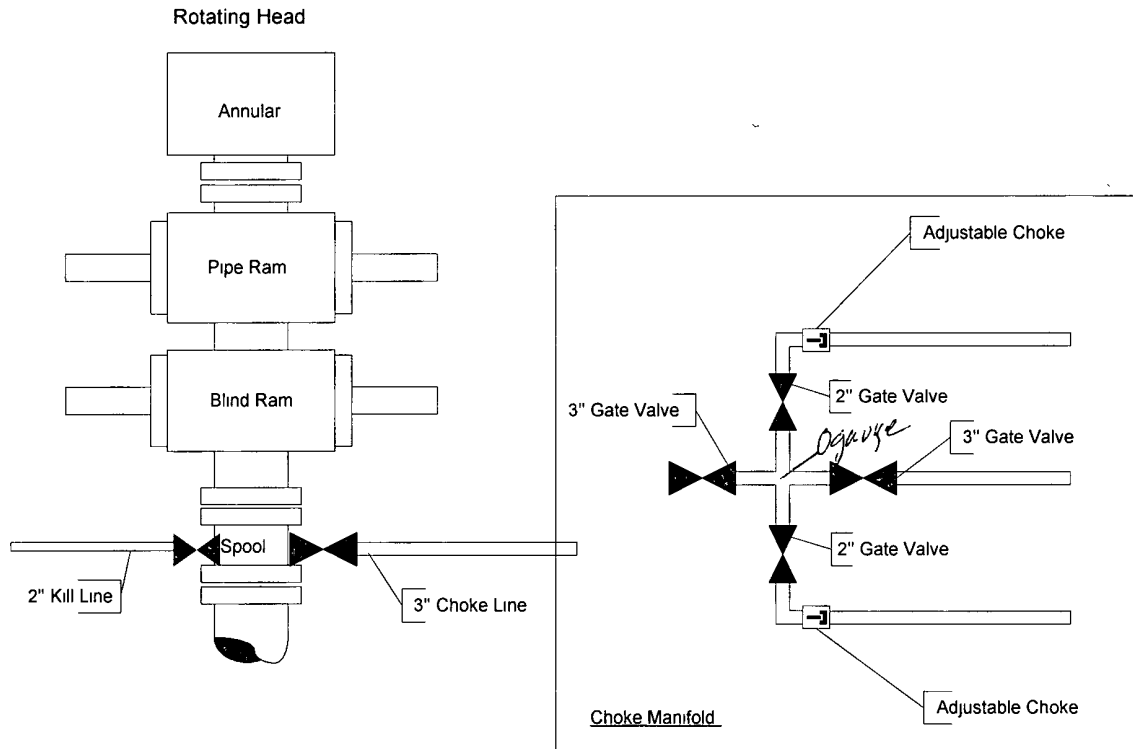 Rotating Head
Annular
Pipe Ram
Blind Ram
Spool
2" Kill Line
3" Choke Line
Adjustable Choke
2" Gate Valve
3" Gate Valve
gauge
3" Gate Valve
2" Gate Valve
Adjustable Choke
Choke Manifold